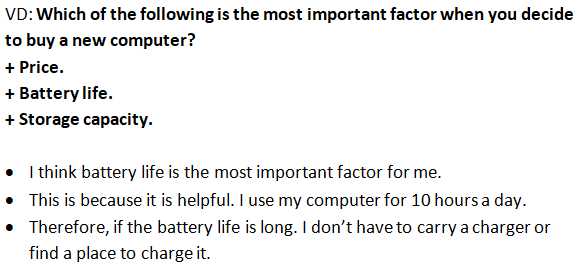 VD: Which of the following is the most important factor when you decide
to buy a new computer?
+ Price.
+ Battery life.
+ Storage capacity.
• I think battery life is the most important factor for me.
• This is because it is helpful. I use my computer for 10 hours a day.
• Therefore, if the battery life is long. I don’t have to carry a charger or
find a place to charge it.